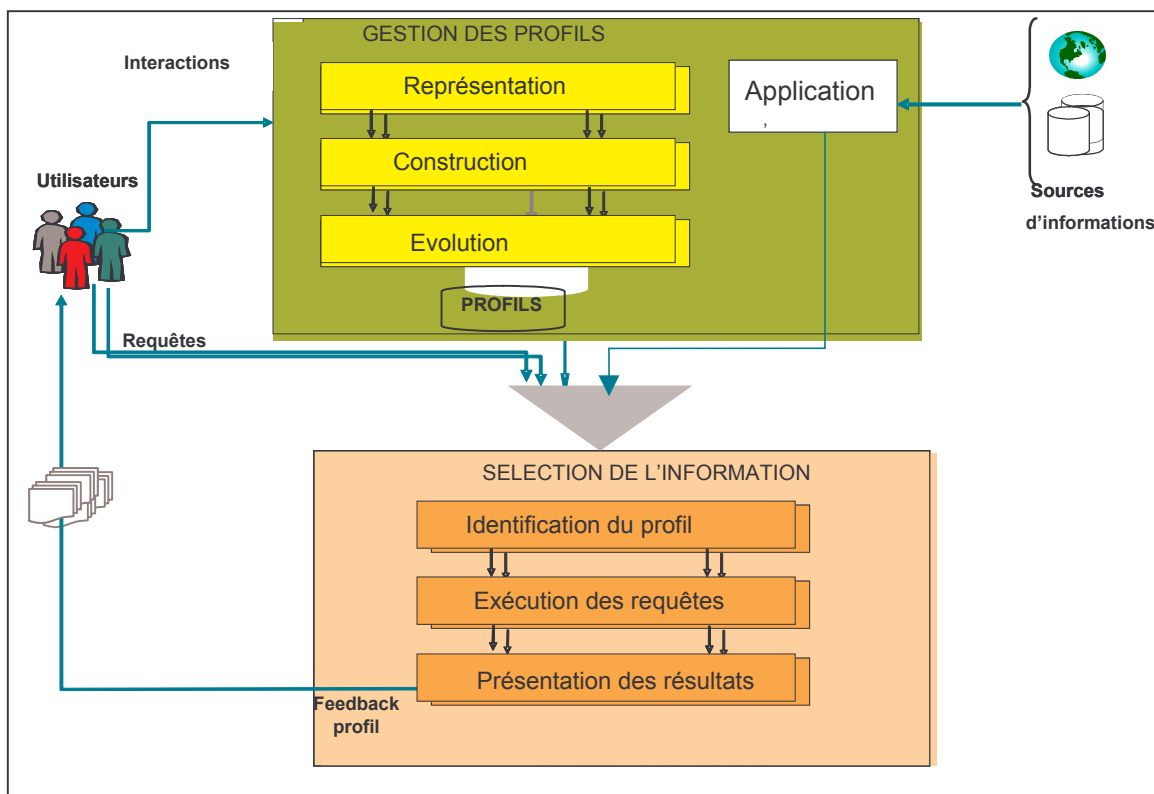 GESTION DES PROFILS
Interactions
Représentation
Application
,
Construction
Utilisateurs
Sources
d'informations
Evolution
PROFILS
Requêtes
SELECTION DE L'INFORMATION
Identification du profil
Exécution des requêtes
Présentation des résultats
Feedback
profil